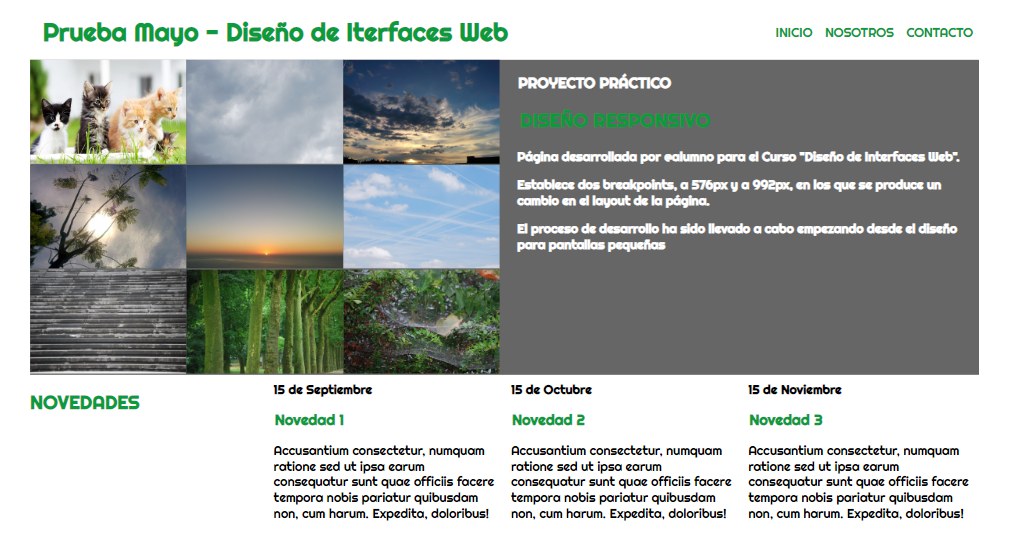 Prueba Mayo - Diseño de Iterfaces Web
INICIO NOSOTROS CONTACTO
PROYECTO PRÁCTICO
DISEÑO RESPONSIVO
Página desarrollada por @alumno para el Curso "Diseño de Interfaces Web".
Establece dos breakpoints, a 576px y a 992px, en los que se produce un
cambio en el layout de la página.
El proceso de desarrollo ha sido llevado a cabo empezando desde el diseño
para pantallas pequeñas
NOVEDADES
15 de Septiembre
Novedad 1
Accusantium consectetur, numquam
ratione sed ut ipsa earum
consequatur sunt quae officiis facere
tempora nobis pariatur quibusdam
non, cum harum. Expedita, doloribus!
15 de Octubre
Novedad 2
Accusantium consectetur, numquam
ratione sed ut ipsa earum
consequatur sunt quae officiis facere
tempora nobis pariatur quibusdam
non, cum harum. Expedita, doloribus!
15 de Noviembre
Novedad 3
Accusantium consectetur, numquam
ratione sed ut ipsa earum
consequatur sunt quae officiis facere
tempora nobis pariatur quibusdam
non, cum harum. Expedita, doloribus!